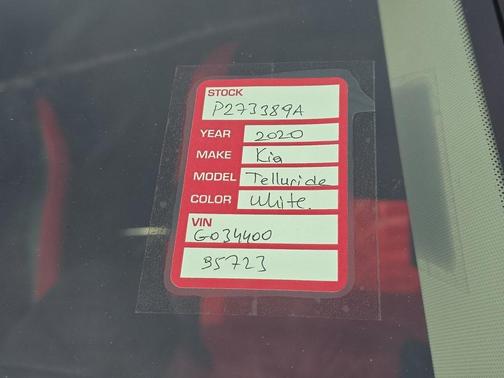 STOCK
P273389A
YEAR 2020
MAKE Kia
MODEL Telluride
COLOR White.
VIN
G034400
35723